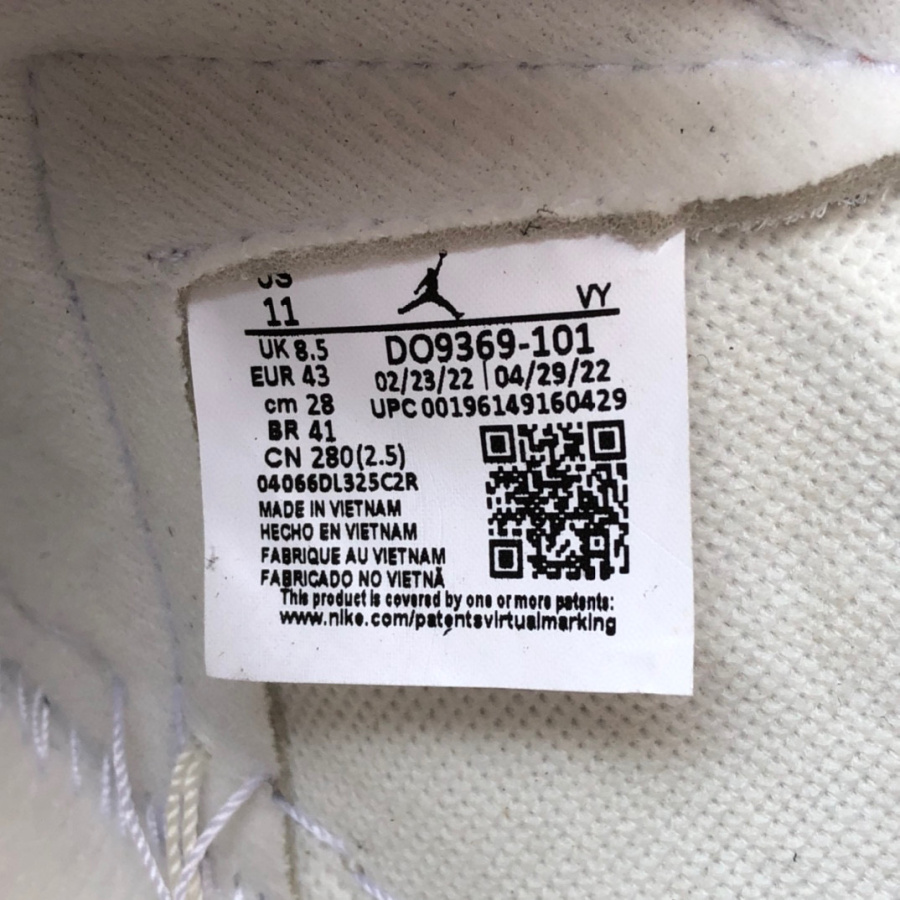 US
11 VY
UK 8.5 DO9369-101
EUR 43 02/23/22 | 04/29/22
cm 28 UPC 00196149160429
BR 41
CN 280(2.5)
04066DL325C2R
MADE IN VIETNAM
HECHO EN VIETNAM
FABRIQUE AU VIETNAM
FABRICADO NO VIETNÃ
This product is covered by one or more patents:
www.nike.com/patentsvirtualmarking